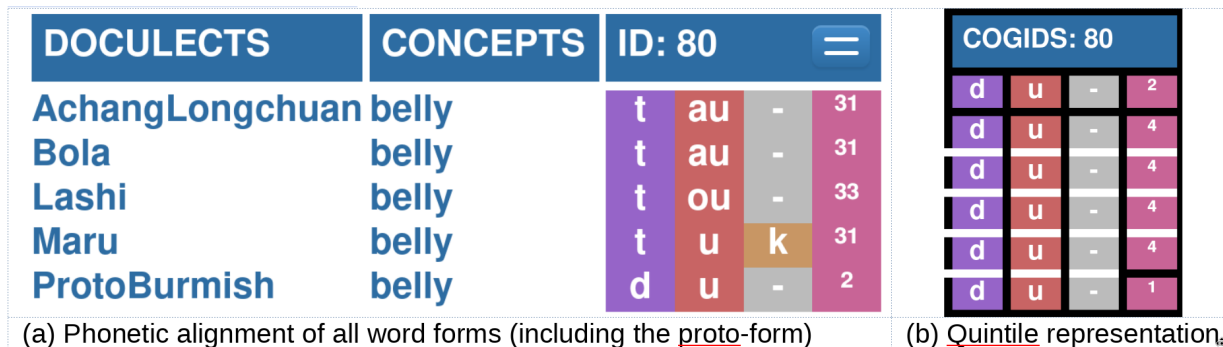 DOCULECTS CONCEPTS ID: 80
AchangLongchuan belly t au - 31
Bola belly t au - 31
Lashi belly t ou - 33
Maru belly t u k 31
ProtoBurmish belly d u - 2
(a) Phonetic alignment of all word forms (including the proto-form)
COGIDS: 80
d u - 2
d u - 4
d u - 4
d u - 4
d u - 4
d u - 1
(b) Quintile representation.